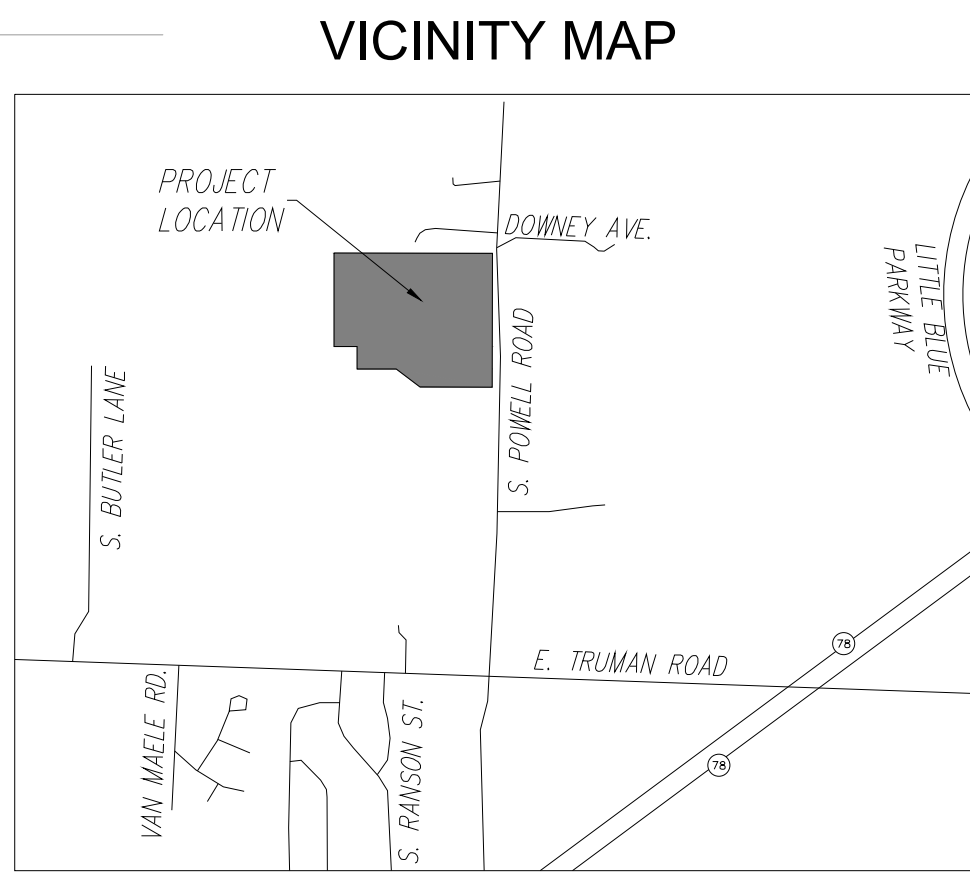 VICINITY MAP
PROJECT
LOCATION
DOWNEY AVE.
LITTLE BLUE
PARKWAY
S. POWELL ROAD
S. BUTLER LANE
78
E. TRUMAN ROAD
VAN MAELE RD.
S. RANSON ST.
78